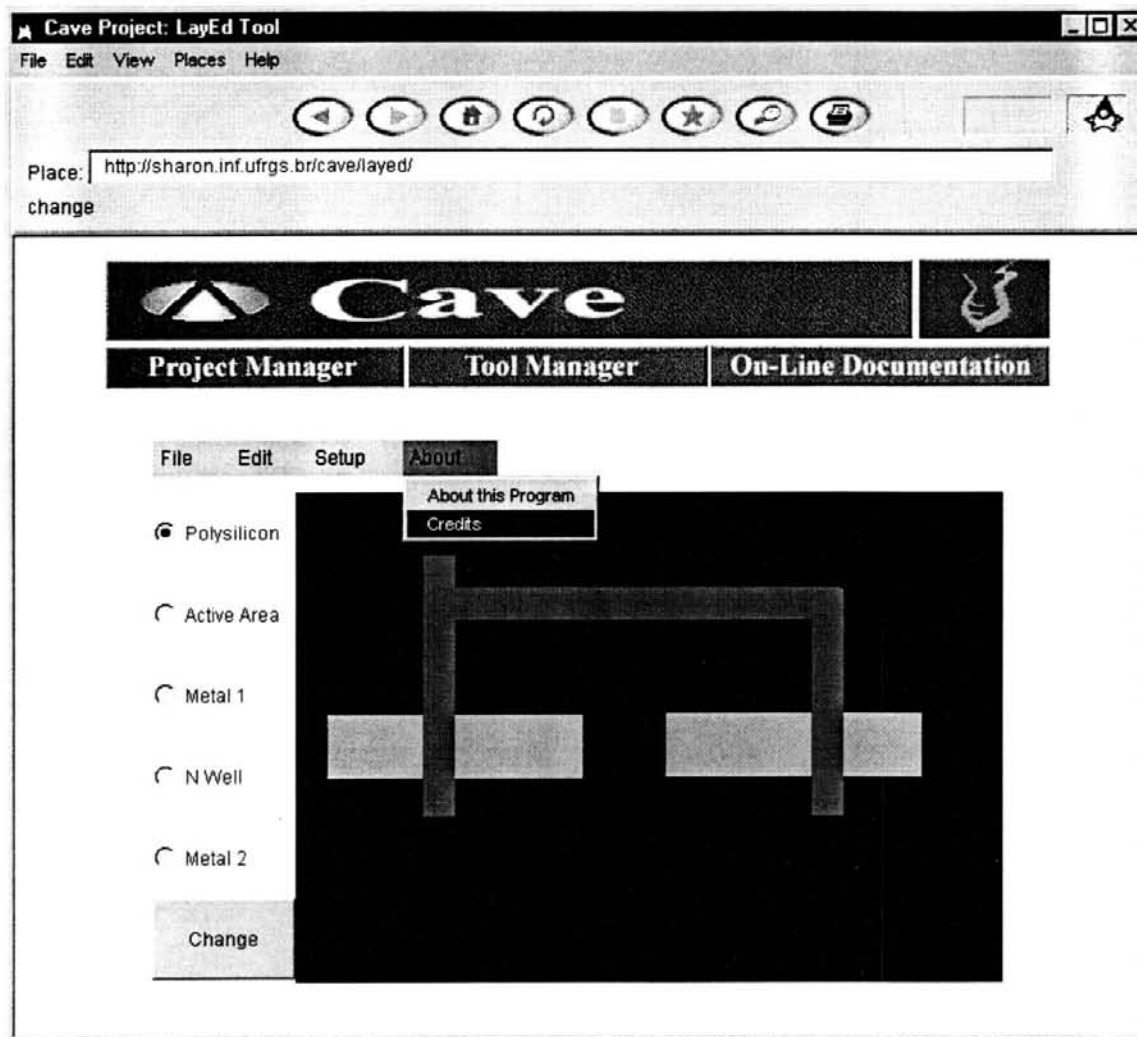 Cave Project: LayEd Tool
File Edit View Places Help
Place: http://sharon.inf.ufrgs.br/cave/layed/
change
Cave
Project Manager Tool Manager On-Line Documentation
File Edit Setup About
About this Program
Credits
Polysilicon
Active Area
Metal 1
N Well
Metal 2
Change